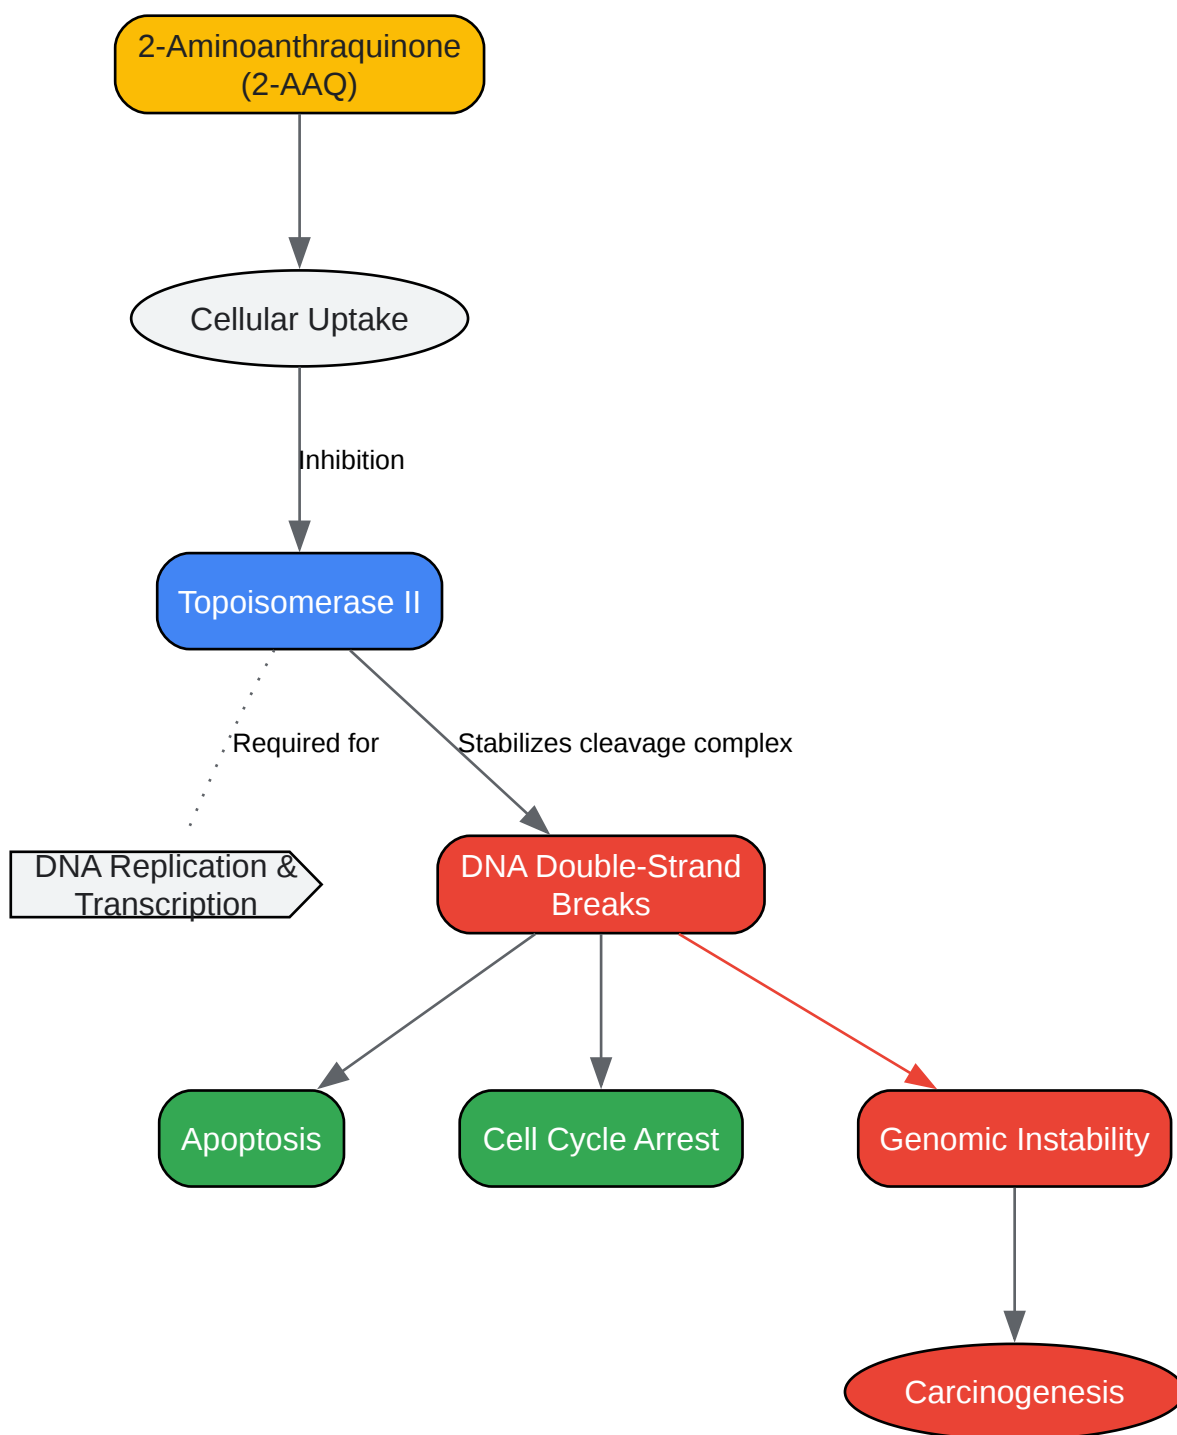 2-Aminoanthraquinone
(2-AAQ)
Cellular Uptake
Inhibition
Topoisomerase II
Required for
Stabilizes cleavage complex
DNA Replication &
Transcription
DNA Double-Strand
Breaks
Apoptosis
Cell Cycle Arrest
Genomic Instability
Carcinogenesis